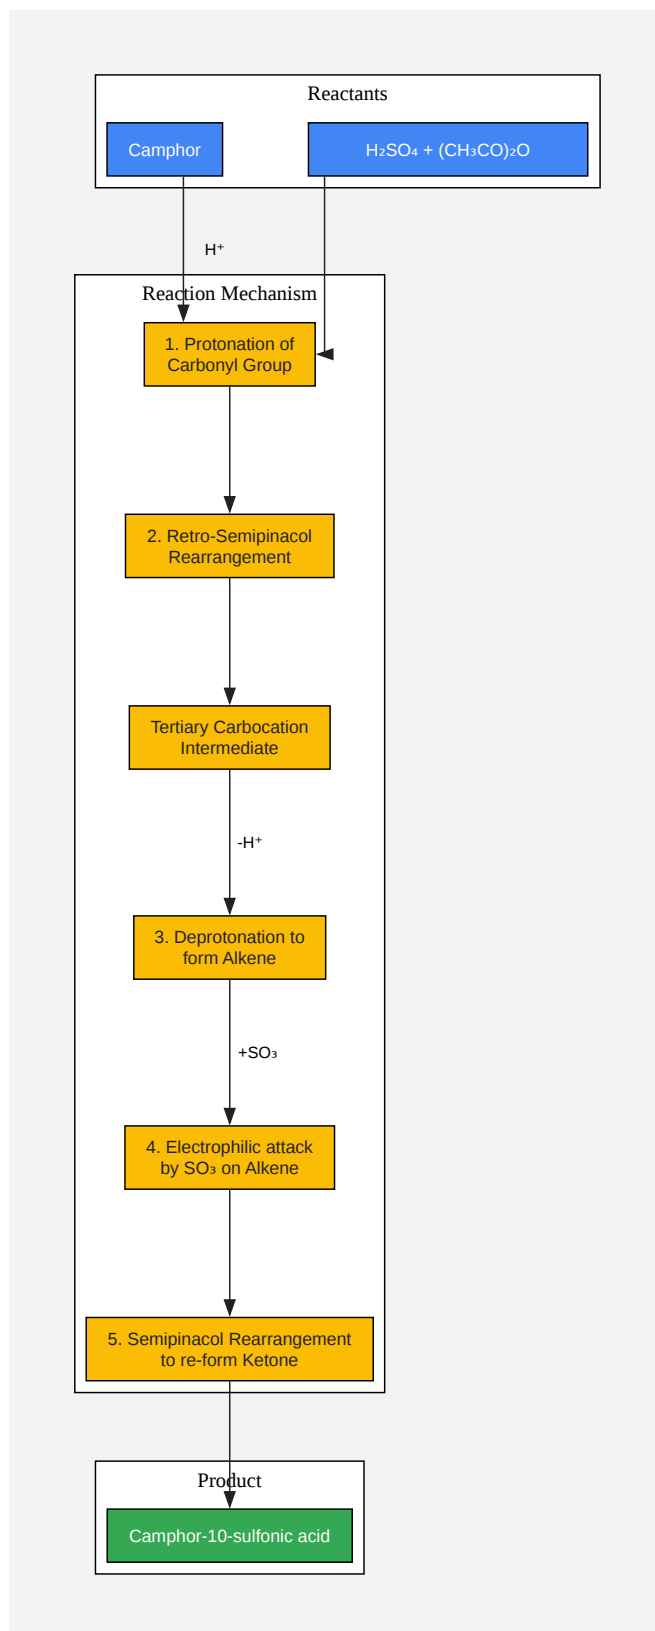 Reactants
Camphor
H₂SO₄ + (CH₃CO)₂O
H⁺
Reaction Mechanism
1. Protonation of
Carbonyl Group
2. Retro-Semipinacol
Rearrangement
Tertiary Carbocation
Intermediate
-H⁺
3. Deprotonation to
form Alkene
+SO₃
4. Electrophilic attack
by SO₃ on Alkene
5. Semipinacol Rearrangement
to re-form Ketone
Product
Camphor-10-sulfonic acid